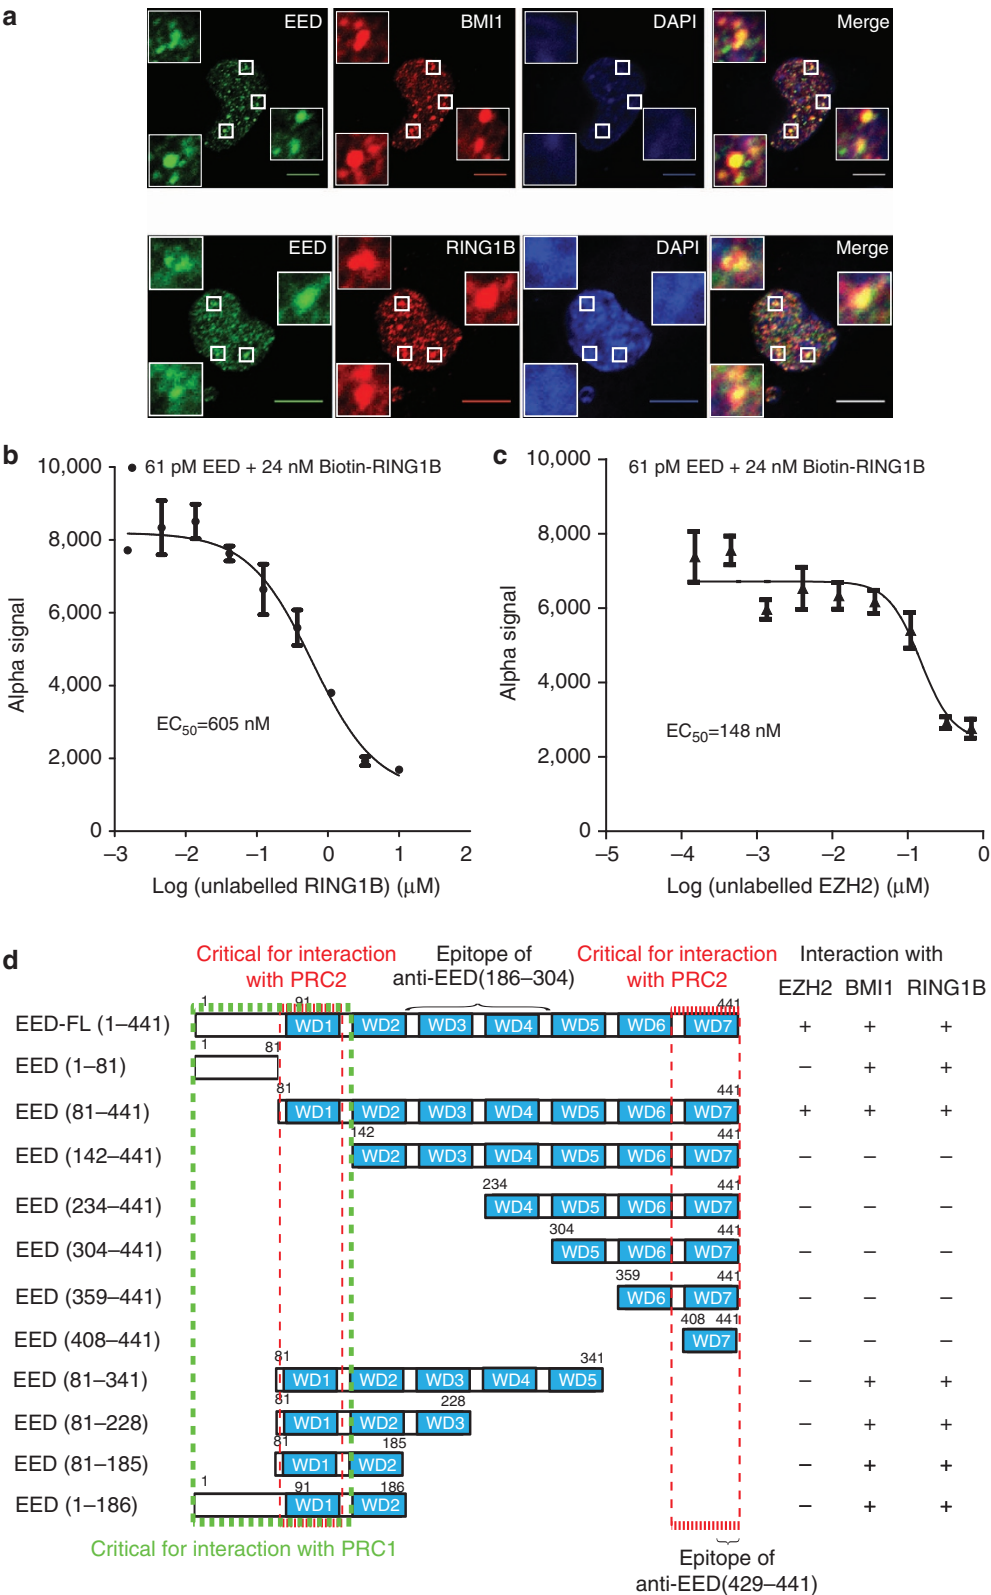 a
EED
BMI1
DAPI
Merge
EED
RING1B
DAPI
Merge
b
10,000
8,000
6,000
4,000
2,000
0
Alpha signal
61 pM EED + 24 nM Biotin-RING1B
EC50=605 nM
–3 –2 –1 0 1 2
Log (unlabelled RING1B) (μM)
c
10,000
8,000
6,000
4,000
2,000
0
Alpha signal
61 pM EED + 24 nM Biotin-RING1B
EC50=148 nM
–5 –4 –3 –2 –1 0
Log (unlabelled EZH2) (μM)
d
Critical for interaction
with PRC2
Epitope of
anti-EED(186–304)
Critical for interaction
with PRC2
Interaction with
EZH2 BMI1 RING1B
1 91 441
EED-FL (1–441) WD1 WD2 WD3 WD4 WD5 WD6 WD7 + + +
1 81
EED (1–81) – + +
81 441
EED (81–441) WD1 WD2 WD3 WD4 WD5 WD6 WD7 + + +
142 441
EED (142–441) WD2 WD3 WD4 WD5 WD6 WD7 – – –
234 441
EED (234–441) WD4 WD5 WD6 WD7 – – –
304 441
EED (304–441) WD5 WD6 WD7 – – –
359 441
EED (359–441) WD6 WD7 – – –
408 441
EED (408–441) WD7 – – –
81 341
EED (81–341) WD1 WD2 WD3 WD4 WD5 – + +
81 228
EED (81–228) WD1 WD2 WD3 – + +
81 185
EED (81–185) WD1 WD2 – + +
1 91 186
EED (1–186) WD1 WD2 – + +
Critical for interaction with PRC1
Epitope of
anti-EED(429–441)